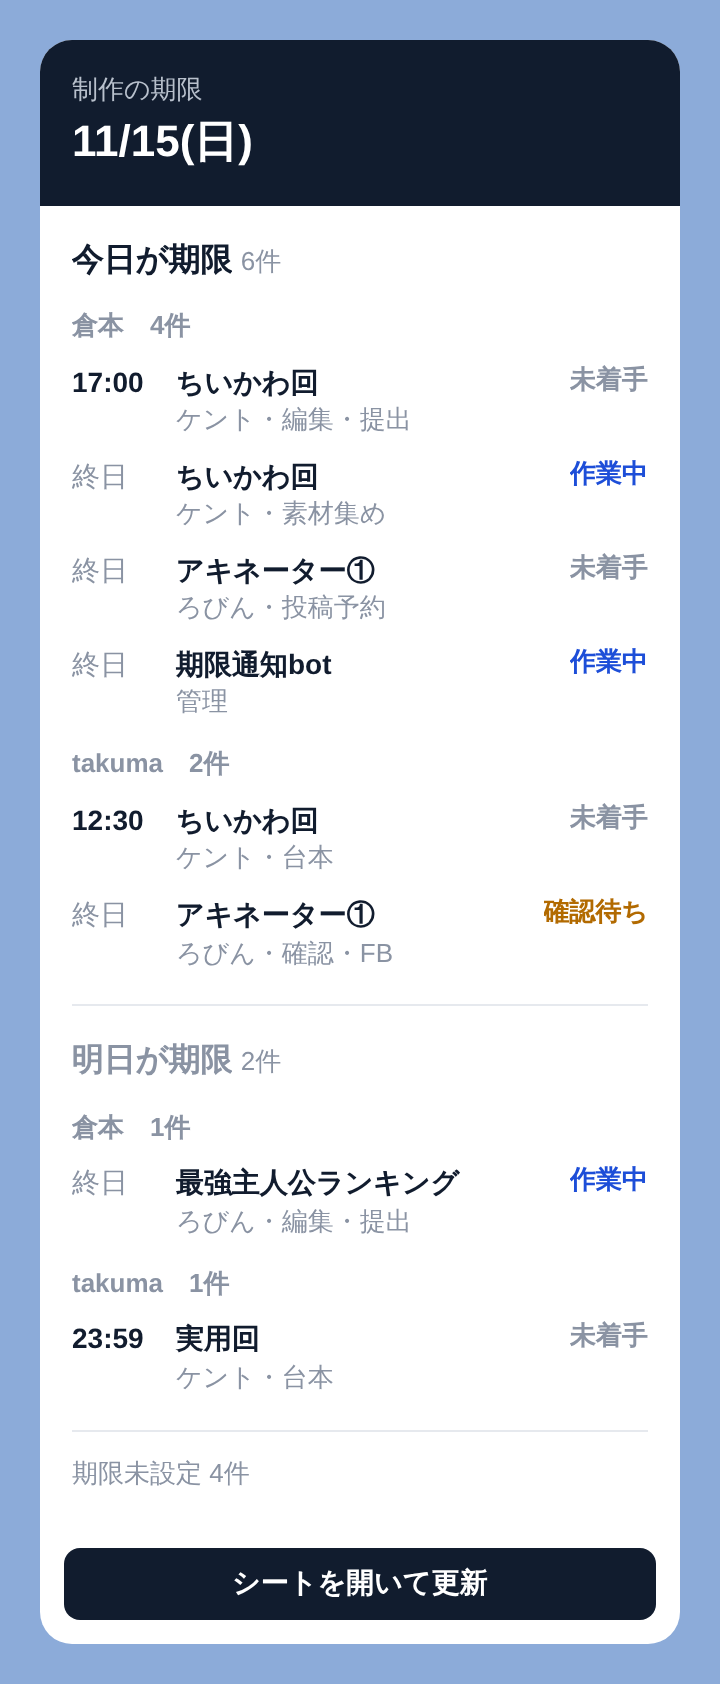 制作の期限
11/15(日)
今日が期限 6件
倉本 4件
17:00 ちいかわ回 未着手
ケント・編集・提出
終日 ちいかわ回 作業中
ケント・素材集め
終日 アキネーター① 未着手
ろびん・投稿予約
終日 期限通知bot 作業中
管理
takuma 2件
12:30 ちいかわ回 未着手
ケント・台本
終日 アキネーター① 確認待ち
ろびん・確認・FB
明日が期限 2件
倉本 1件
終日 最強主人公ランキング 作業中
ろびん・編集・提出
takuma 1件
23:59 実用回 未着手
ケント・台本
期限未設定 4件
シートを開いて更新